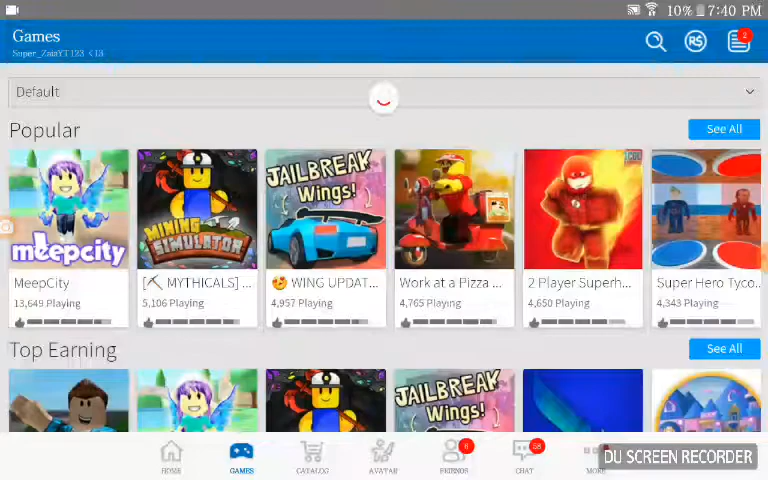 10% 7:40 PM
Games
Super_ZaiaYT123 <13
2
Default
Popular
See All
meepcity
MINING SIMULATOR
JAILBREAK
Wings!
MeepCity
[⛏ MYTHICALS] ...
😍 WING UPDAT...
Work at a Pizza ...
2 Player Superh...
Super Hero Tyco...
13,649 Playing
5,106 Playing
4,957 Playing
4,765 Playing
4,650 Playing
4,343 Playing
Top Earning
See All
JAILBREAK
Wings!
6
58
HOME
GAMES
CATALOG
AVATAR
FRIENDS
CHAT
MORE
DU SCREEN RECORDER